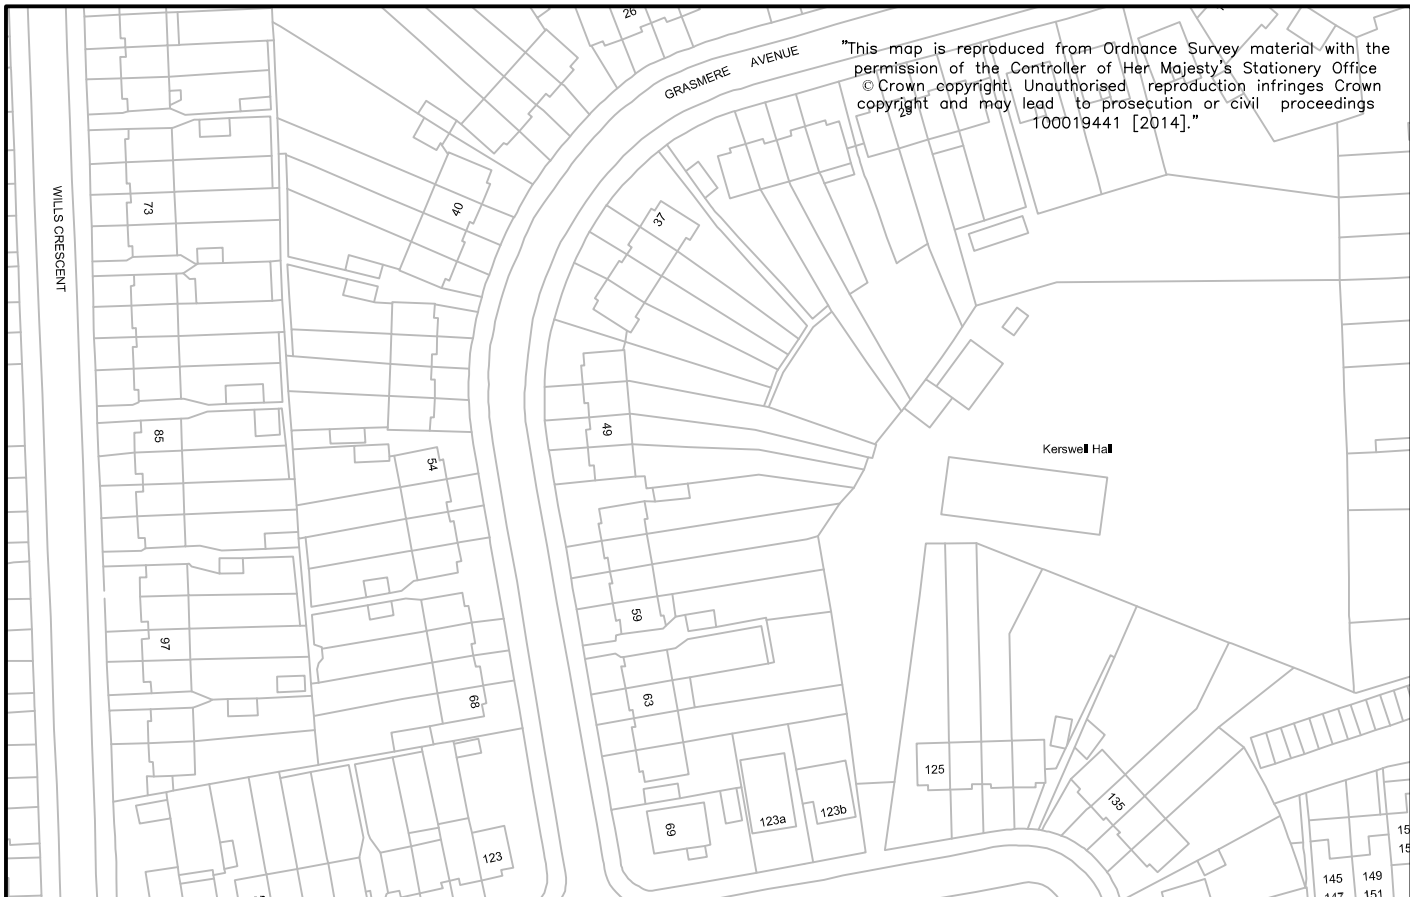 26
GRASMERE AVENUE
"This map is reproduced from Ordnance Survey material with the
permission of the Controller of Her Majesty's Stationery Office
© Crown copyright. Unauthorised reproduction infringes Crown
copyright and may lead to prosecution or civil proceedings
100019441 [2014]."
29
WILLS CRESCENT
73
40
37
85
54
49
Kerswell Hall
97
59
68
63
125
135
69
123a
123b
123
145
149
147
151